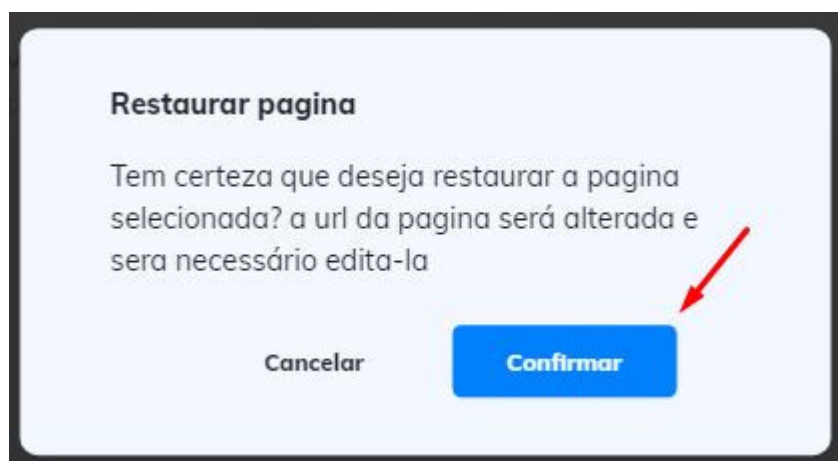 Restaurar pagina
Tem certeza que deseja restaurar a pagina
selecionada? a url da pagina será alterada e
sera necessário edita-la
Cancelar
Confirmar